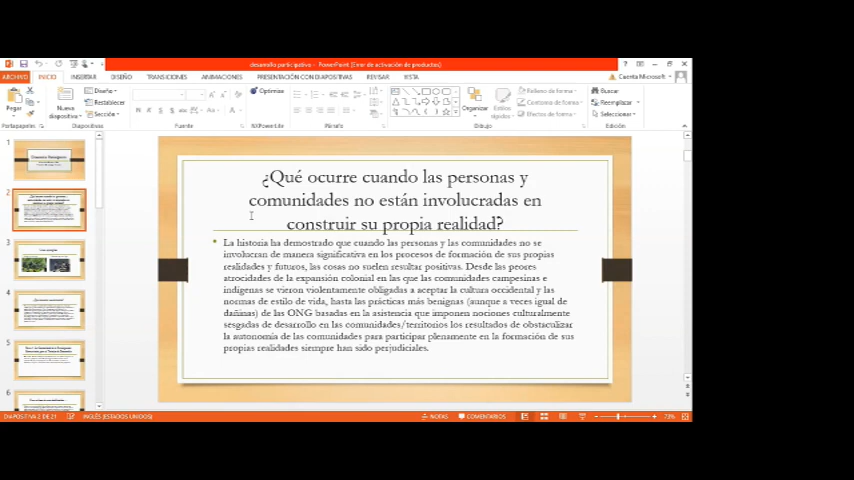 desarrollo participativo - PowerPoint (Error de activación de productos)
ARCHIVO INICIO INSERTAR DISEÑO TRANSICIONES ANIMACIONES PRESENTACIÓN CON DIAPOSITIVAS REVISAR VISTA Cuenta Microsoft
Pegar
Nueva diapositiva
Diseño
Restablecer
Sección
Optimize
Organizar
Estilos rápidos
Relleno de forma
Contorno de forma
Efectos de forma
Buscar
Reemplazar
Seleccionar
Portapapeles Diapositivas Fuente NXPowerLite Párrafo Dibujo Edición
1
2
3
4
5
6
¿Qué ocurre cuando las personas y
comunidades no están involucradas en
construir su propia realidad?
La historia ha demostrado que cuando las personas y las comunidades no se
involucran de manera significativa en los procesos de formación de sus propias
realidades y futuros, las cosas no suelen resultar positivas. Desde las peores
atrocidades de la expansión colonial en las que las comunidades campesinas e
indígenas se vieron violentamente obligadas a aceptar la cultura occidental y las
normas de estilo de vida, hasta las prácticas más benignas (aunque a veces igual de
dañinas) de las ONG basadas en la asistencia que imponen nociones culturalmente
sesgadas de desarrollo en las comunidades/territorios los resultados de obstaculizar
la autonomía de las comunidades para participar plenamente en la formación de sus
propias realidades siempre han sido perjudiciales.
DIAPOSITIVA 2 DE 21 INGLÉS (ESTADOS UNIDOS) NOTAS COMENTARIOS 73%